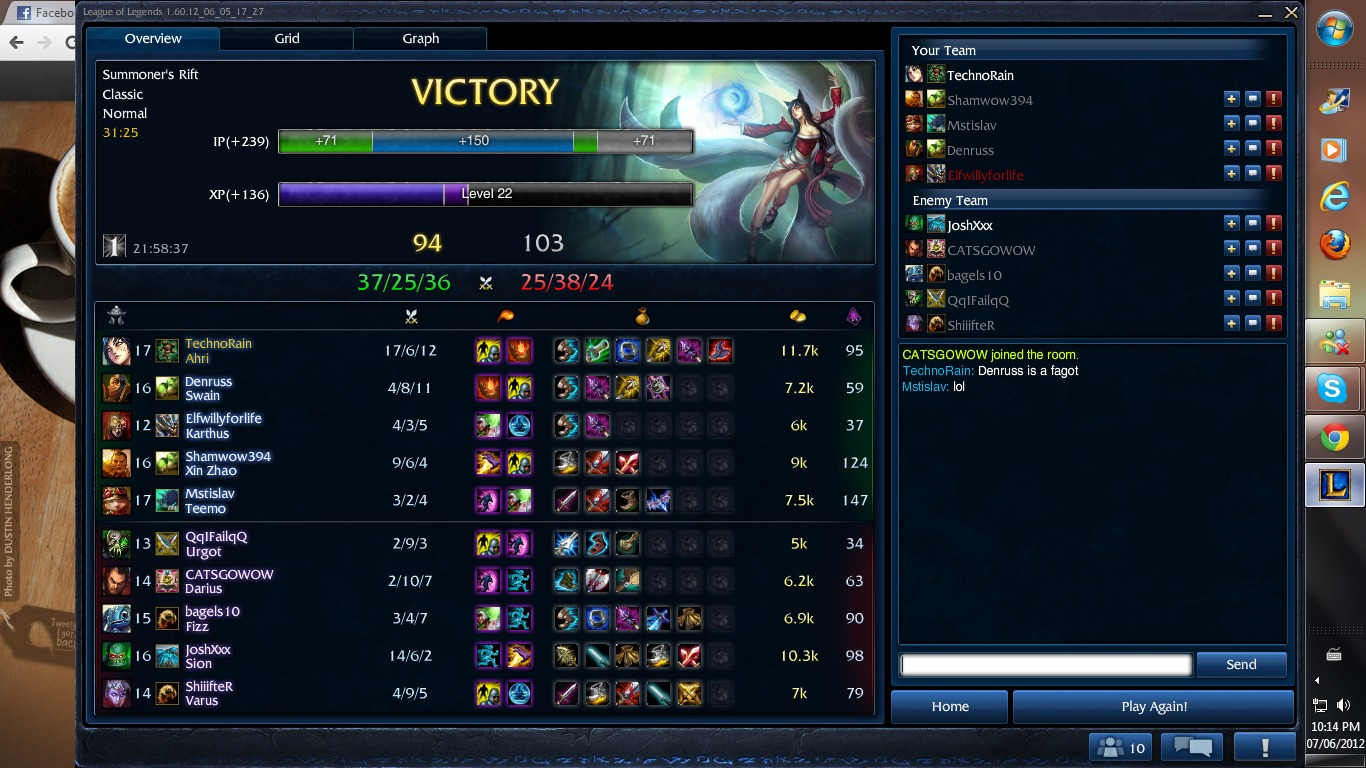 Facebo
League of Legends 1.60.12_06_05_17_27
Overview
Grid
Graph
Summoner's Rift
Classic
Normal
31:25
VICTORY
IP(+239)
+71
+150
+71
XP(+136)
Level 22
1
21:58:37
94
103
37/25/36
25/38/24
17
TechnoRain
Ahri
17/6/12
11.7k
95
16
Denruss
Swain
4/8/11
7.2k
59
12
Elfwillyforlife
Karthus
4/3/5
6k
37
16
Shamwow394
Xin Zhao
9/6/4
9k
124
17
Mstislav
Teemo
3/2/4
7.5k
147
13
QqIFailqQ
Urgot
2/9/3
5k
34
14
CATSGOWOW
Darius
2/10/7
6.2k
63
15
bagels10
Fizz
3/4/7
6.9k
90
16
JoshXxx
Sion
14/6/2
10.3k
98
14
ShiiifteR
Varus
4/9/5
7k
79
Your Team
TechnoRain
Shamwow394
Mstislav
Denruss
Elfwillyforlife
Enemy Team
JoshXxx
CATSGOWOW
bagels10
QqIFailqQ
ShiiifteR
CATSGOWOW joined the room.
TechnoRain: Denruss is a fagot
Mstislav: lol
Send
Home
Play Again!
10
Photo by DUSTIN HENDERLONG
10:14 PM
07/06/2012